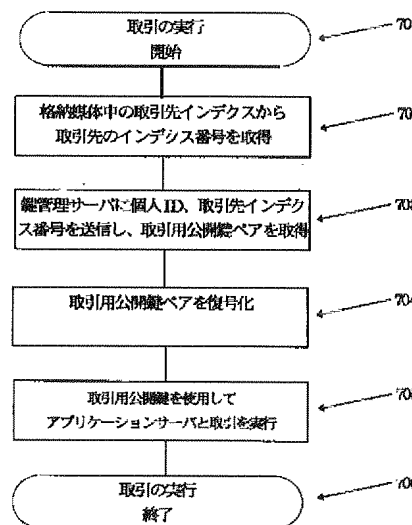 取引の実行
開始
格納媒体中の取引先インデクスから
取引先のインデクス番号を取得
鍵管理サーバに個人ID、取引先インデク
ス番号を送信し、取引用公開鍵ペアを取得
取引用公開鍵ペアを復号化
取引用公開鍵を使用して
アプリケーションサーバと取引を実行
取引の実行
終了